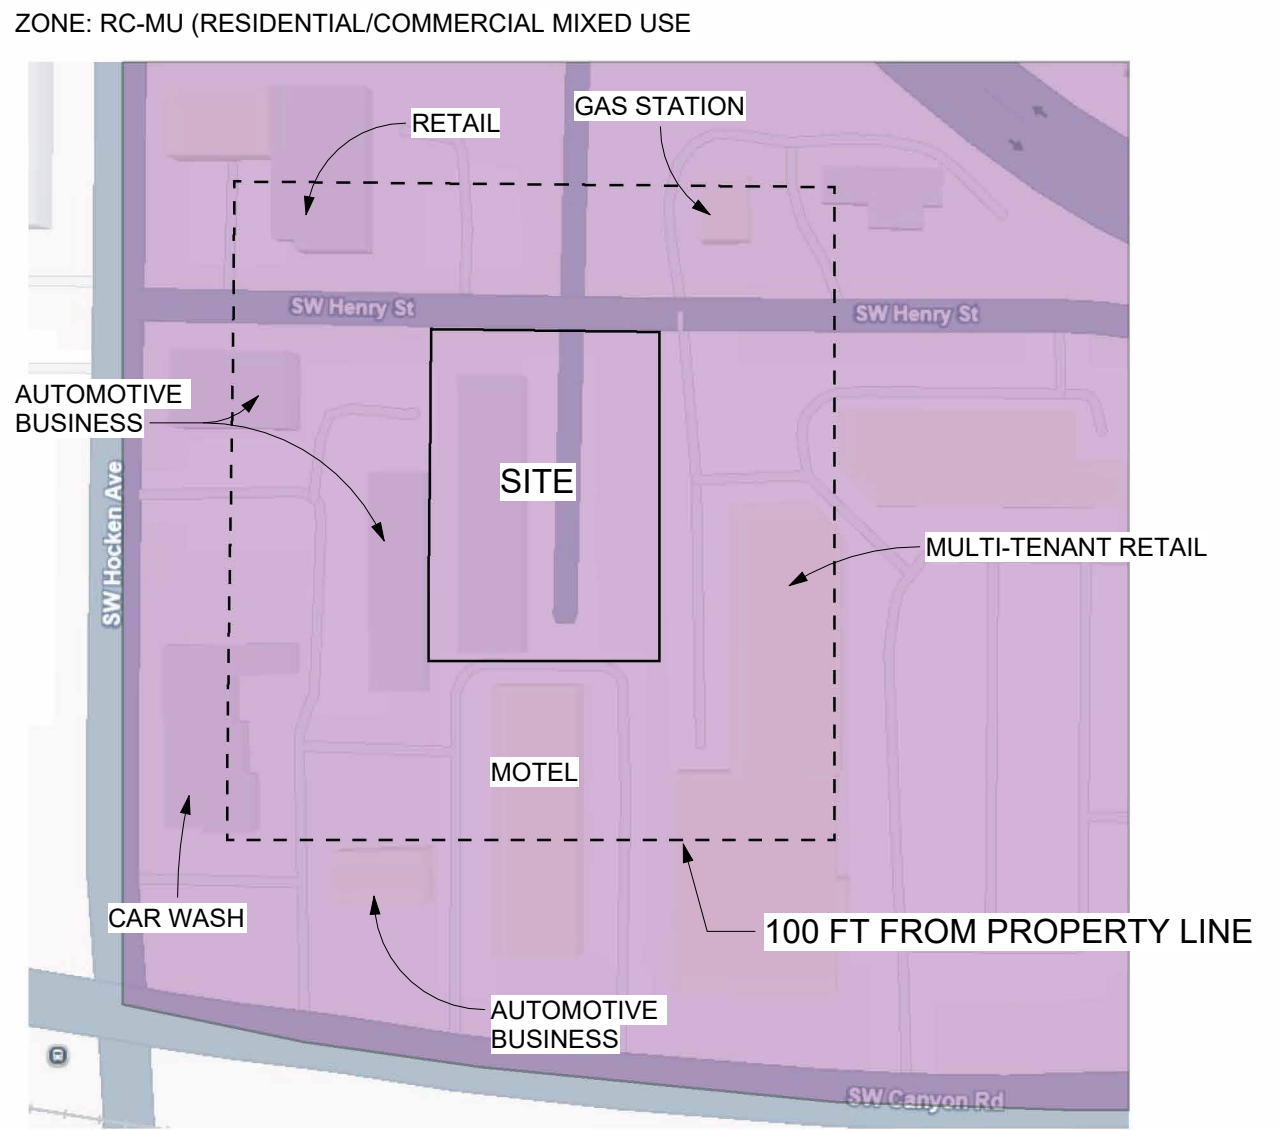 ZONE: RC-MU (RESIDENTIAL/COMMERCIAL MIXED USE
GAS STATION
RETAIL
SW Henry St
SW Henry St
AUTOMOTIVE
BUSINESS
SITE
SW Hocken Ave
MULTI-TENANT RETAIL
MOTEL
CAR WASH
100 FT FROM PROPERTY LINE
AUTOMOTIVE
BUSINESS
SW Canyon Rd